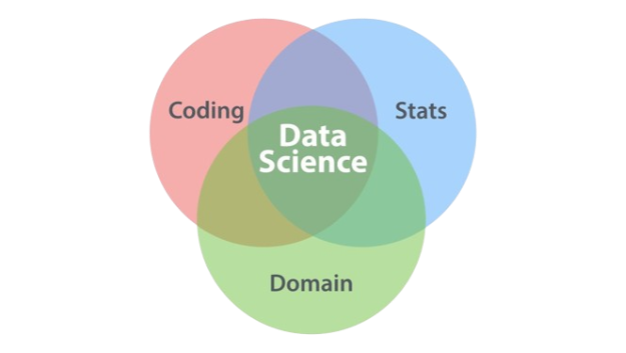 Coding
Stats
Data
Science
Domain